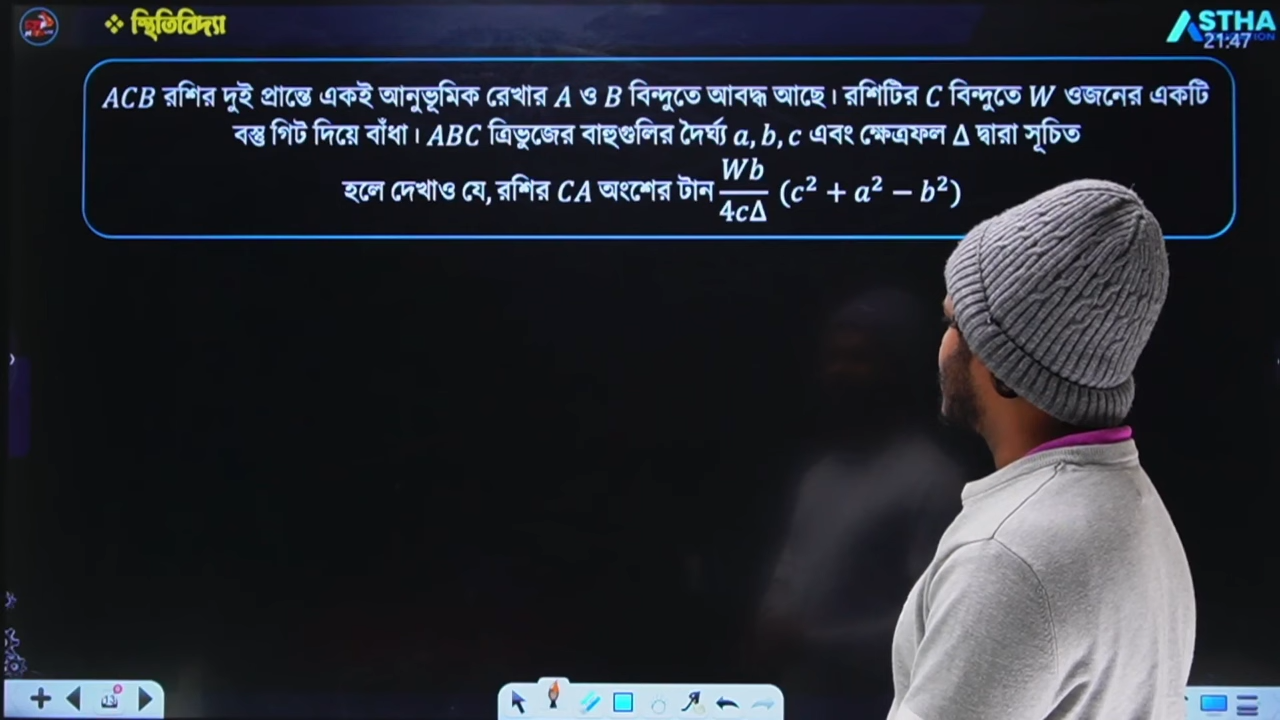 ❖ স্থিতিবিদ্যা
ASTHA
21:47
ACB রশির দুই প্রান্তে একই আনুভূমিক রেখার A ও B বিন্দুতে আবদ্ধ আছে। রশিটির C বিন্দুতে W ওজনের একটি
বস্তু গিট দিয়ে বাঁধা। ABC ত্রিভুজের বাহুগুলির দৈর্ঘ্য a, b, c এবং ক্ষেত্রফল Δ দ্বারা সূচিত
হলে দেখাও যে, রশির CA অংশের টান Wb/4cΔ (c² + a² − b²)